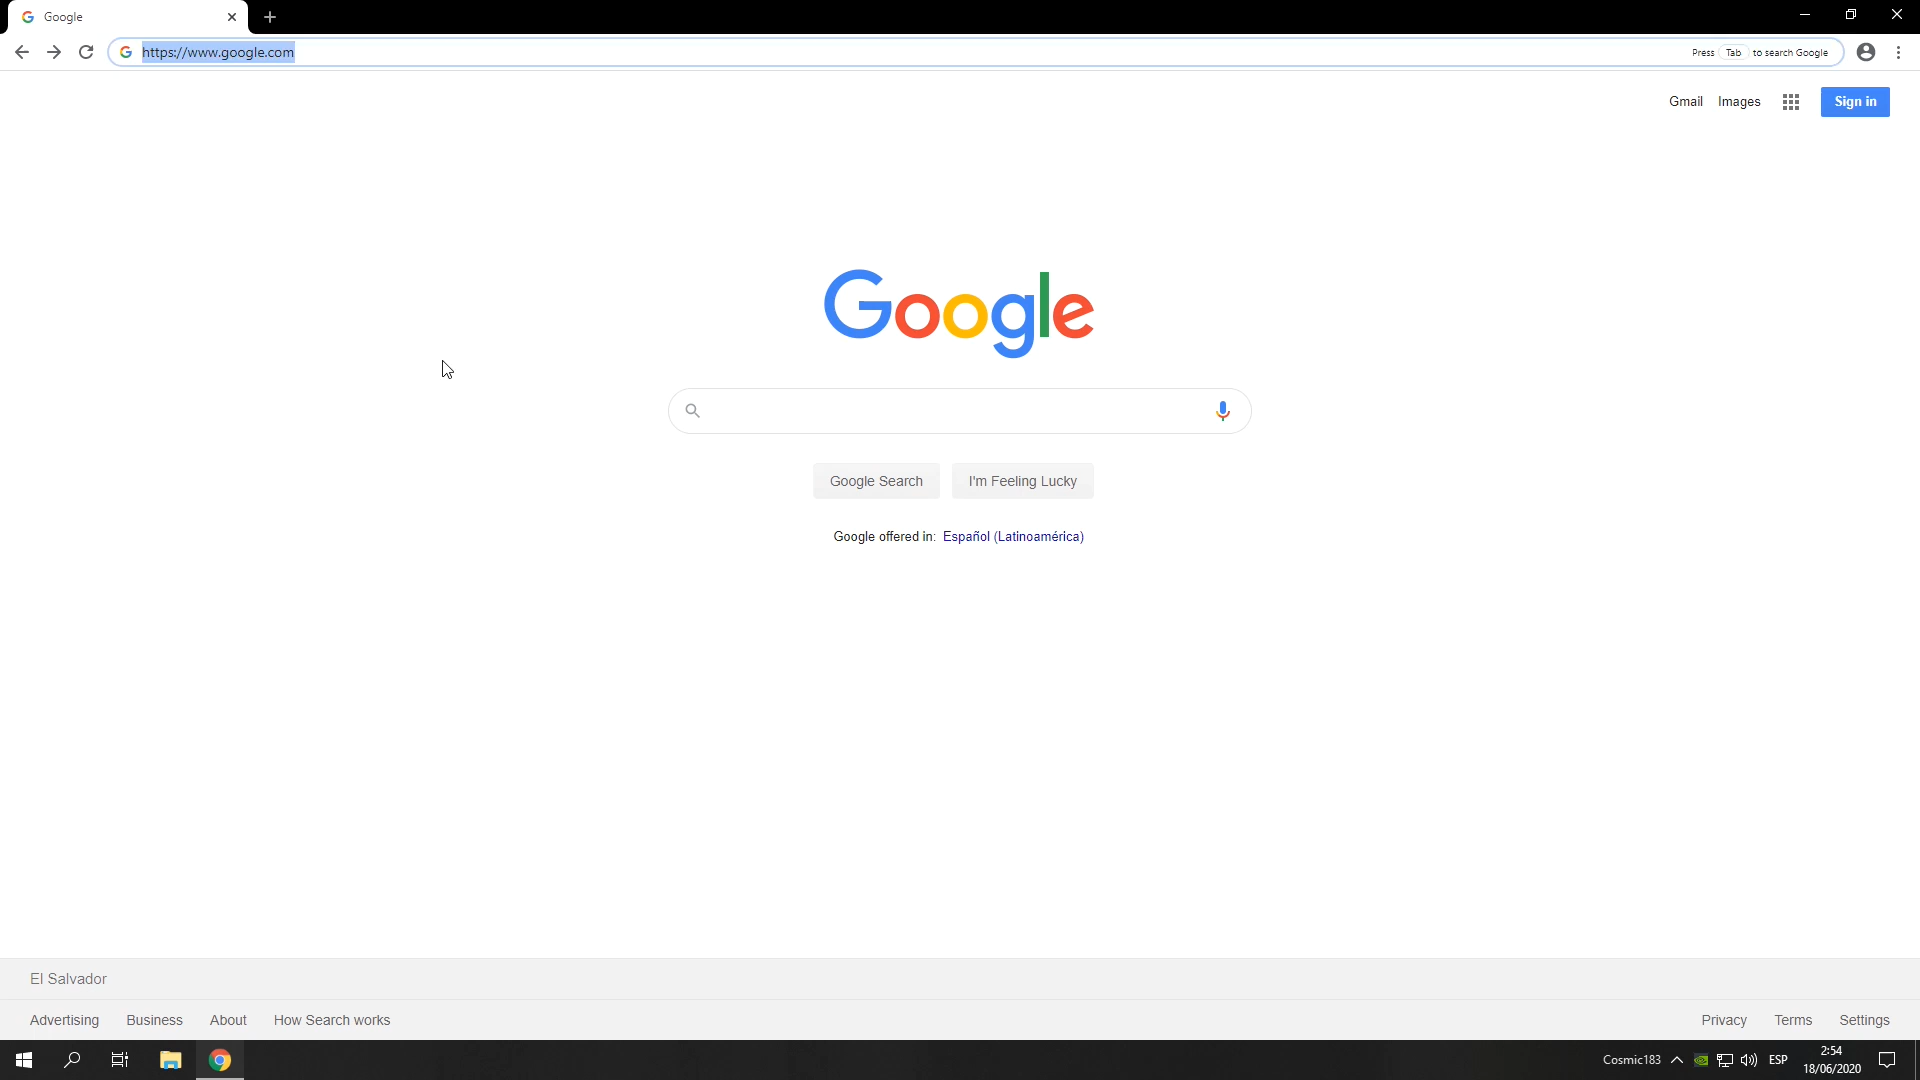 Google
https://www.google.com
Press Tab to search Google
Gmail Images Sign in
Google
Google Search I'm Feeling Lucky
Google offered in: Español (Latinoamérica)
El Salvador
Advertising Business About How Search works Privacy Terms Settings
Cosmic183 ESP 2:54
18/06/2020